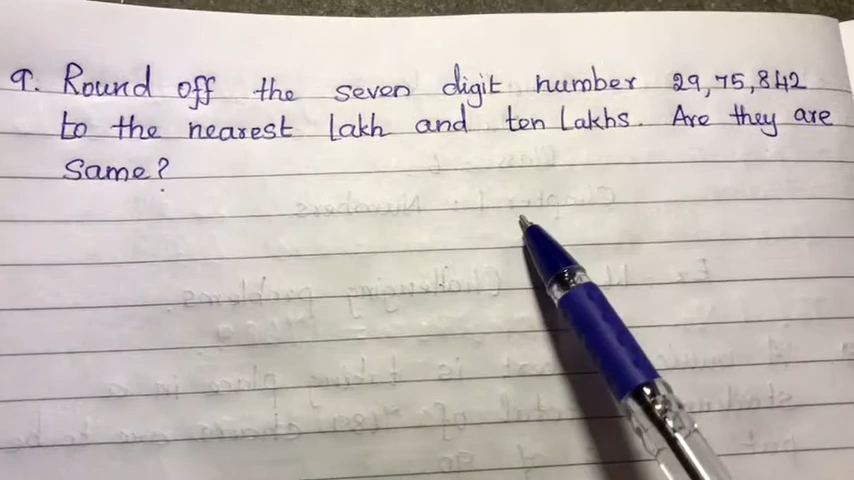 9. Round off the seven digit number 29,75,842
to the nearest lakh and ten Lakhs. Are they are
same?